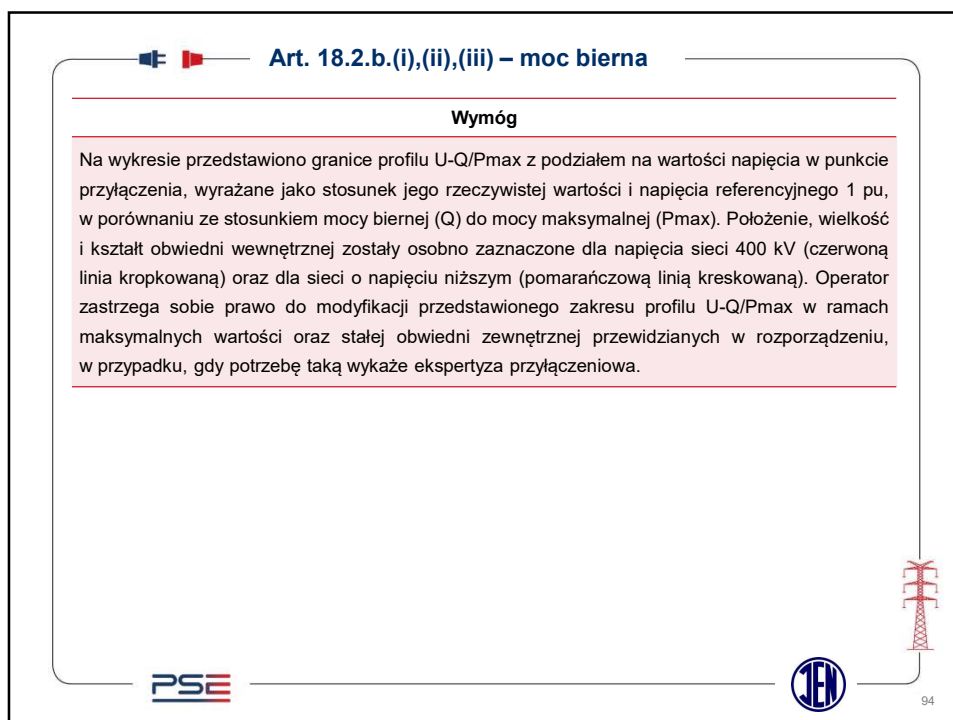 Art. 18.2.b.(i),(ii),(iii) – moc bierna
Wymóg
Na wykresie przedstawiono granice profilu U-Q/Pmax z podziałem na wartości napięcia w punkcie
przyłączenia, wyrażane jako stosunek jego rzeczywistej wartości i napięcia referencyjnego 1 pu,
w porównaniu ze stosunkiem mocy biernej (Q) do mocy maksymalnej (Pmax). Położenie, wielkość
i kształt obwiedni wewnętrznej zostały osobno zaznaczone dla napięcia sieci 400 kV (czerwoną
linia kropkowaną) oraz dla sieci o napięciu niższym (pomarańczową linią kreskowaną). Operator
zastrzega sobie prawo do modyfikacji przedstawionego zakresu profilu U-Q/Pmax w ramach
maksymalnych wartości oraz stałej obwiedni zewnętrznej przewidzianych w rozporządzeniu,
w przypadku, gdy potrzebę taką wykaże ekspertyza przyłączeniowa.
PSE
IEN
94